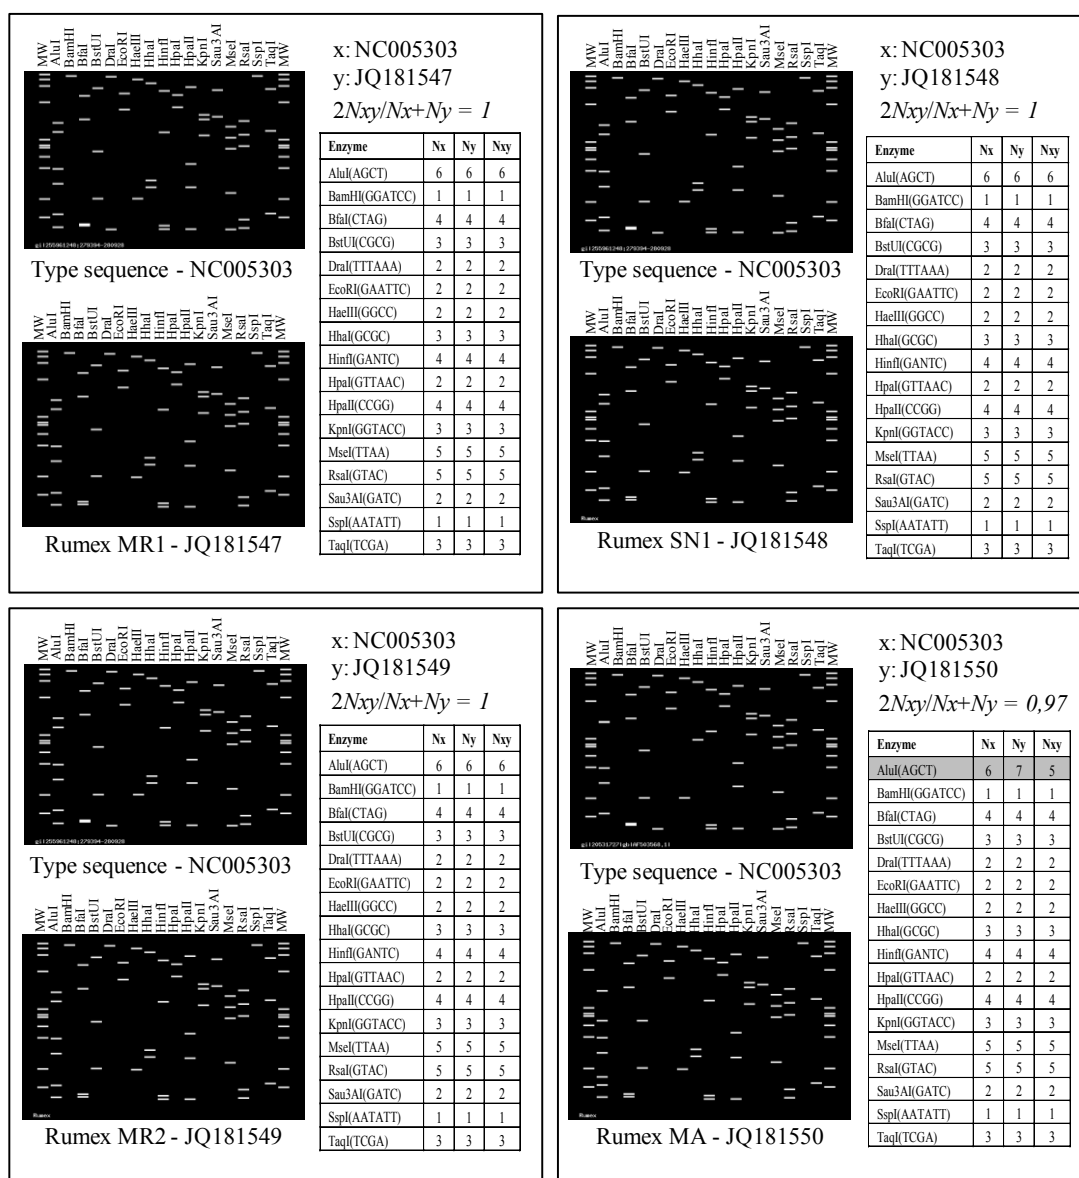 MW AluI BamHI BfaI BstUI DraI EcoRI HaeIII HhaI HinfI HpaI HpaII KpnI Sau3AI MseI RsaI SspI TaqI MW
Type sequence - NC005303
MW AluI BamHI BfaI BstUI DraI EcoRI HaeIII HhaI HinfI HpaI HpaII KpnI Sau3AI MseI RsaI SspI TaqI MW
Rumex MR1 - JQ181547
x: NC005303
y: JQ181547
2Nxy/Nx+Ny = 1
Enzyme Nx Ny Nxy
AluI(AGCT) 6 6 6
BamHI(GGATCC) 1 1 1
BfaI(CTAG) 4 4 4
BstUI(CGCG) 3 3 3
DraI(TTTAAA) 2 2 2
EcoRI(GAATTC) 2 2 2
HaeIII(GGCC) 2 2 2
HhaI(GCGC) 3 3 3
HinfI(GANTC) 4 4 4
HpaI(GTTAAC) 2 2 2
HpaII(CCGG) 4 4 4
KpnI(GGTACC) 3 3 3
MseI(TTAA) 5 5 5
RsaI(GTAC) 5 5 5
Sau3AI(GATC) 2 2 2
SspI(AATATT) 1 1 1
TaqI(TCGA) 3 3 3
MW AluI BamHI BfaI BstUI DraI EcoRI HaeIII HhaI HinfI HpaI HpaII KpnI Sau3AI MseI RsaI SspI TaqI MW
Type sequence - NC005303
MW AluI BamHI BfaI BstUI DraI EcoRI HaeIII HhaI HinfI HpaI HpaII KpnI Sau3AI MseI RsaI SspI TaqI MW
Rumex
Rumex SN1 - JQ181548
x: NC005303
y: JQ181548
2Nxy/Nx+Ny = 1
Enzyme Nx Ny Nxy
AluI(AGCT) 6 6 6
BamHI(GGATCC) 1 1 1
BfaI(CTAG) 4 4 4
BstUI(CGCG) 3 3 3
DraI(TTTAAA) 2 2 2
EcoRI(GAATTC) 2 2 2
HaeIII(GGCC) 2 2 2
HhaI(GCGC) 3 3 3
HinfI(GANTC) 4 4 4
HpaI(GTTAAC) 2 2 2
HpaII(CCGG) 4 4 4
KpnI(GGTACC) 3 3 3
MseI(TTAA) 5 5 5
RsaI(GTAC) 5 5 5
Sau3AI(GATC) 2 2 2
SspI(AATATT) 1 1 1
TaqI(TCGA) 3 3 3
MW AluI BamHI BfaI BstUI DraI EcoRI HaeIII HhaI HinfI HpaI HpaII KpnI Sau3AI MseI RsaI SspI TaqI MW
Type sequence - NC005303
MW AluI BamHI BfaI BstUI DraI EcoRI HaeIII HhaI HinfI HpaI HpaII KpnI Sau3AI MseI RsaI SspI TaqI MW
Rumex
Rumex MR2 - JQ181549
x: NC005303
y: JQ181549
2Nxy/Nx+Ny = 1
Enzyme Nx Ny Nxy
AluI(AGCT) 6 6 6
BamHI(GGATCC) 1 1 1
BfaI(CTAG) 4 4 4
BstUI(CGCG) 3 3 3
DraI(TTTAAA) 2 2 2
EcoRI(GAATTC) 2 2 2
HaeIII(GGCC) 2 2 2
HhaI(GCGC) 3 3 3
HinfI(GANTC) 4 4 4
HpaI(GTTAAC) 2 2 2
HpaII(CCGG) 4 4 4
KpnI(GGTACC) 3 3 3
MseI(TTAA) 5 5 5
RsaI(GTAC) 5 5 5
Sau3AI(GATC) 2 2 2
SspI(AATATT) 1 1 1
TaqI(TCGA) 3 3 3
MW AluI BamHI BfaI BstUI DraI EcoRI HaeIII HhaI HinfI HpaI HpaII KpnI Sau3AI MseI RsaI SspI TaqI MW
Type sequence - NC005303
MW AluI BamHI BfaI BstUI DraI EcoRI HaeIII HhaI HinfI HpaI HpaII KpnI Sau3AI MseI RsaI SspI TaqI MW
Rumex
Rumex MA - JQ181550
x: NC005303
y: JQ181550
2Nxy/Nx+Ny = 0,97
Enzyme Nx Ny Nxy
AluI(AGCT) 6 7 5
BamHI(GGATCC) 1 1 1
BfaI(CTAG) 4 4 4
BstUI(CGCG) 3 3 3
DraI(TTTAAA) 2 2 2
EcoRI(GAATTC) 2 2 2
HaeIII(GGCC) 2 2 2
HhaI(GCGC) 3 3 3
HinfI(GANTC) 4 4 4
HpaI(GTTAAC) 2 2 2
HpaII(CCGG) 4 4 4
KpnI(GGTACC) 3 3 3
MseI(TTAA) 5 5 5
RsaI(GTAC) 5 5 5
Sau3AI(GATC) 2 2 2
SspI(AATATT) 1 1 1
TaqI(TCGA) 3 3 3